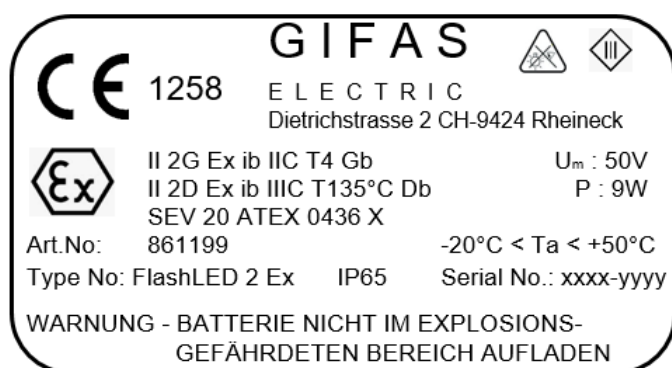 GIFAS
CE 1258 ELECTRIC
Dietrichstrasse 2 CH-9424 Rheineck
III
Ex
II 2G Ex ib IIC T4 Gb Uₘ : 50V
II 2D Ex ib IIIC T135°C Db P : 9W
SEV 20 ATEX 0436 X
Art.No: 861199 -20°C < Ta < +50°C
Type No: FlashLED 2 Ex IP65 Serial No.: xxxx-yyyy
WARNUNG - BATTERIE NICHT IM EXPLOSIONS-
GEFÄHRDETEN BEREICH AUFLADEN